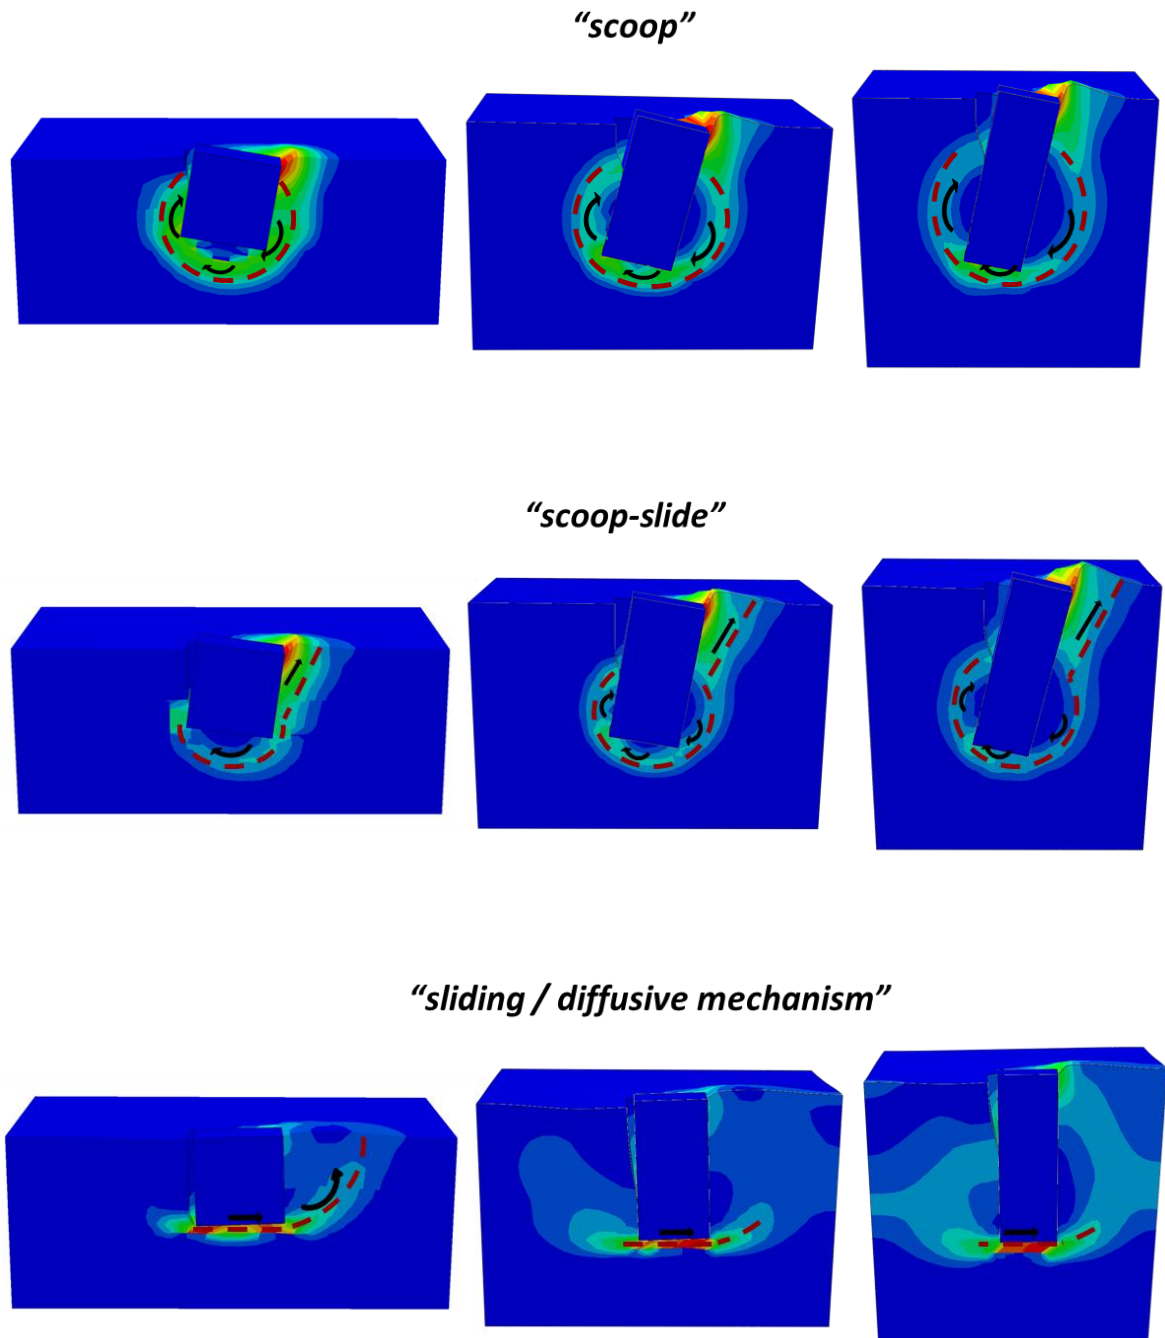 “scoop”
“scoop-slide”
“sliding / diffusive mechanism”